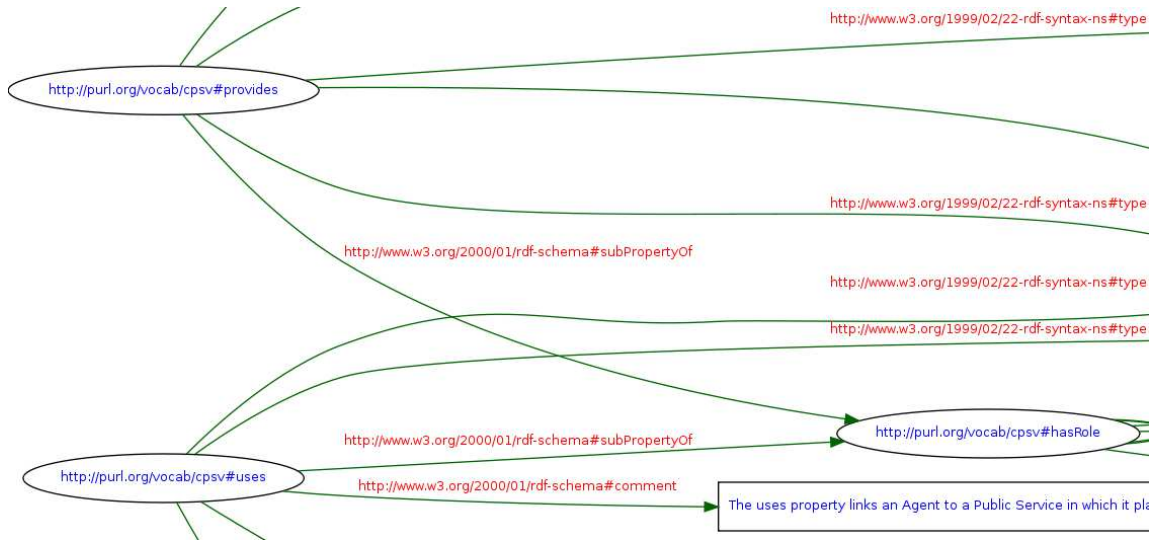 http://www.w3.org/1999/02/22-rdf-syntax-ns#type
http://purl.org/vocab/cpsv#provides
http://www.w3.org/1999/02/22-rdf-syntax-ns#type
http://www.w3.org/2000/01/rdf-schema#subPropertyOf
http://www.w3.org/1999/02/22-rdf-syntax-ns#type
http://www.w3.org/1999/02/22-rdf-syntax-ns#type
http://purl.org/vocab/cpsv#hasRole
http://www.w3.org/2000/01/rdf-schema#subPropertyOf
http://purl.org/vocab/cpsv#uses
http://www.w3.org/2000/01/rdf-schema#comment
The uses property links an Agent to a Public Service in which it pla